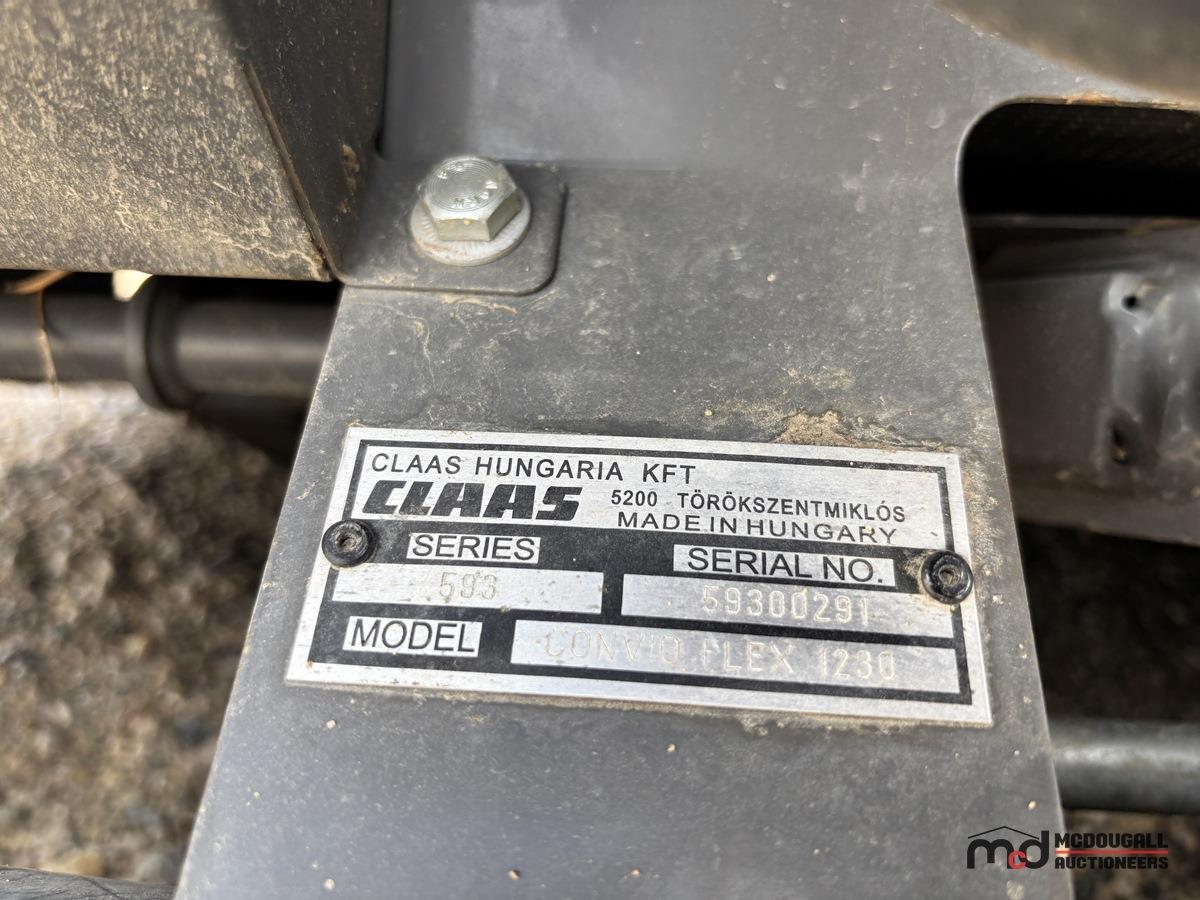 CLAAS HUNGARIA KFT
CLAAS 5200 TÖRÖKSZENTMIKLÓS
MADE IN HUNGARY
SERIES SERIAL NO.
593 59300291
MODEL CONVIO FLEX 1230
mcd MCDOUGALL
AUCTIONEERS